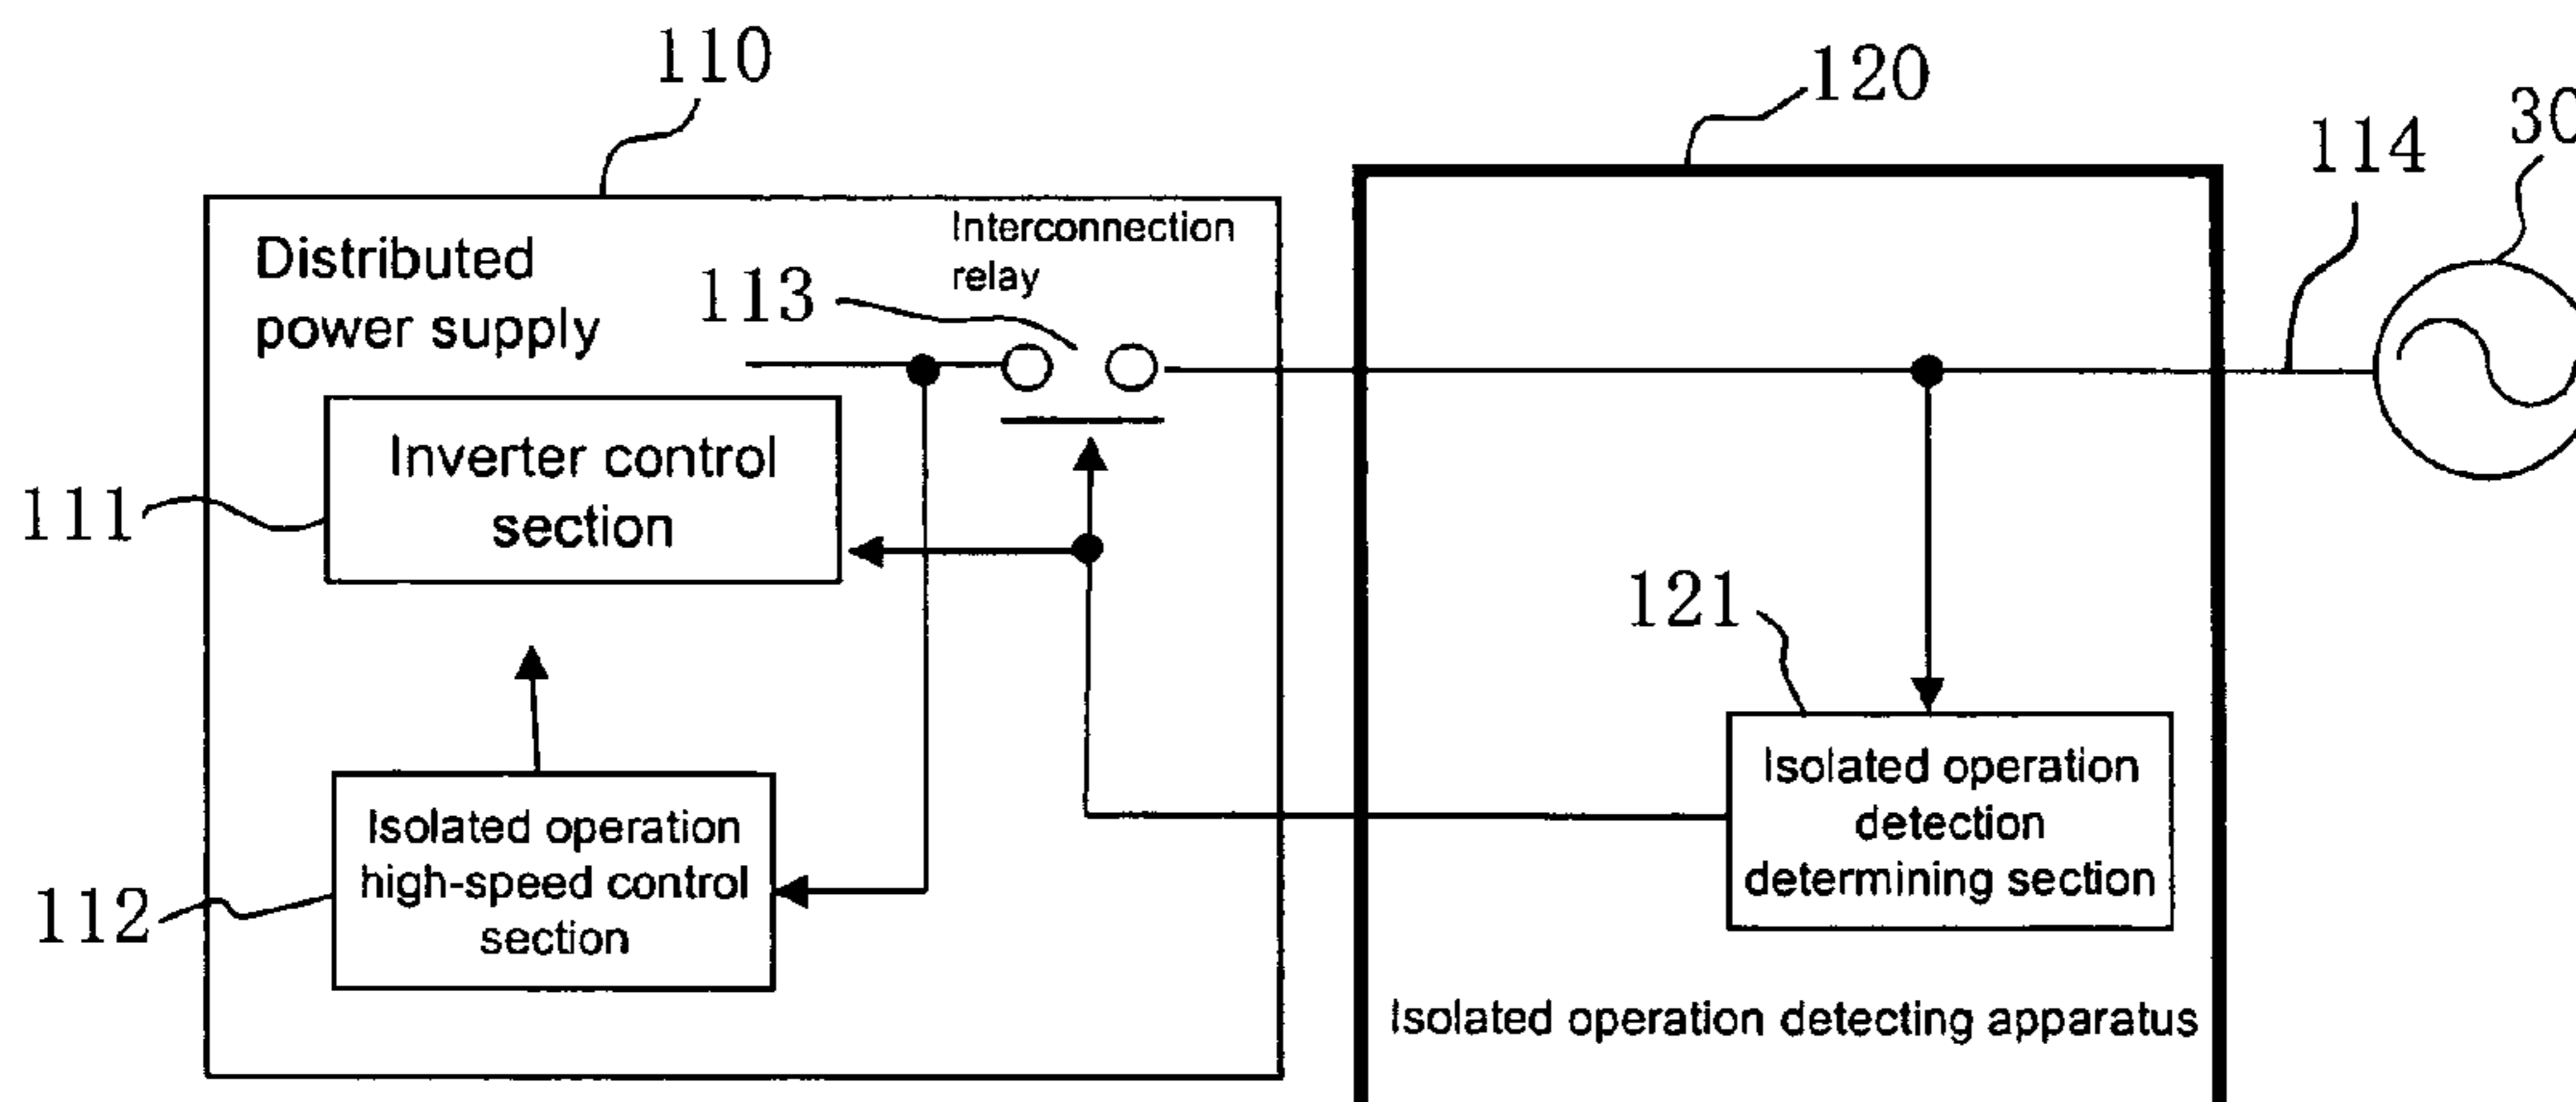 110
120
30
114
Distributed
power supply
Interconnection
relay
113
Inverter control
section
111
121
Isolated operation
detection
determining section
Isolated operation
high-speed control
section
112
Isolated operation detecting apparatus